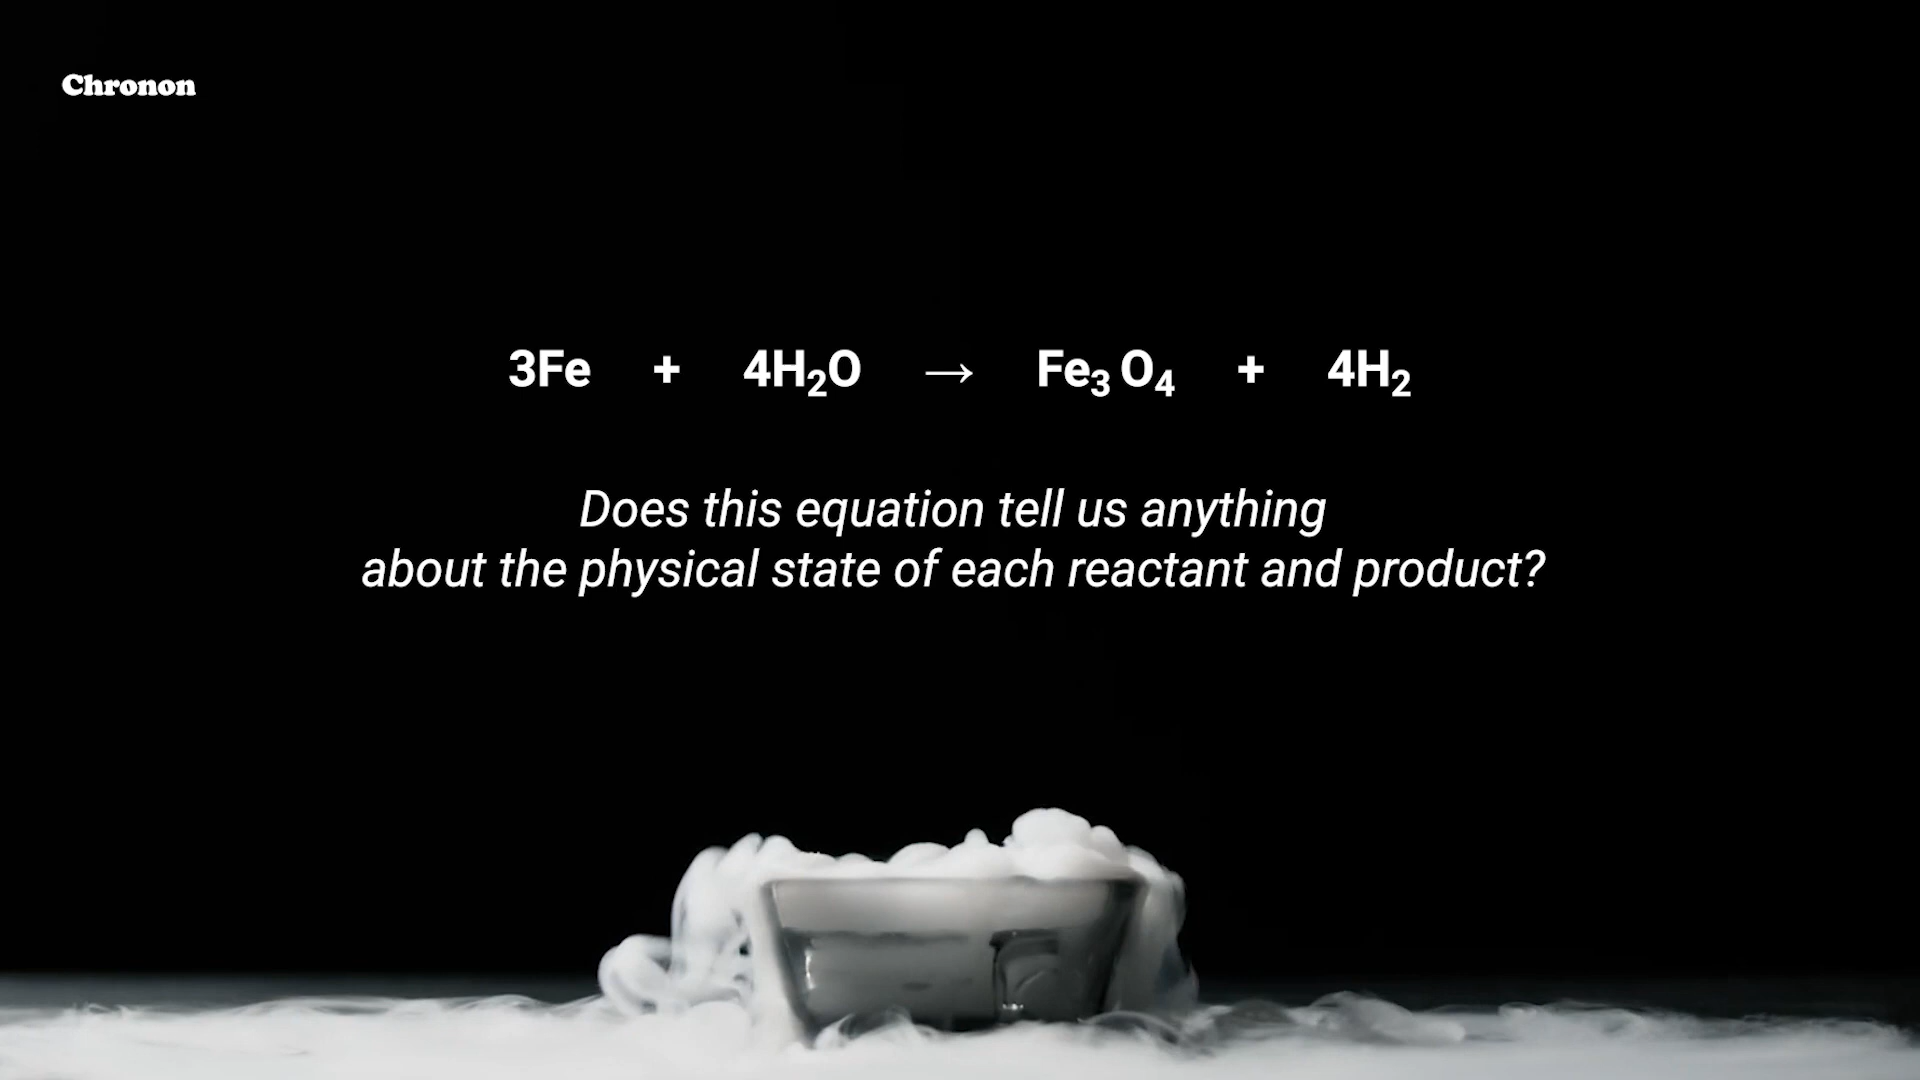 Chronon
3Fe + 4H₂O → Fe₃O₄ + 4H₂
Does this equation tell us anything
about the physical state of each reactant and product?